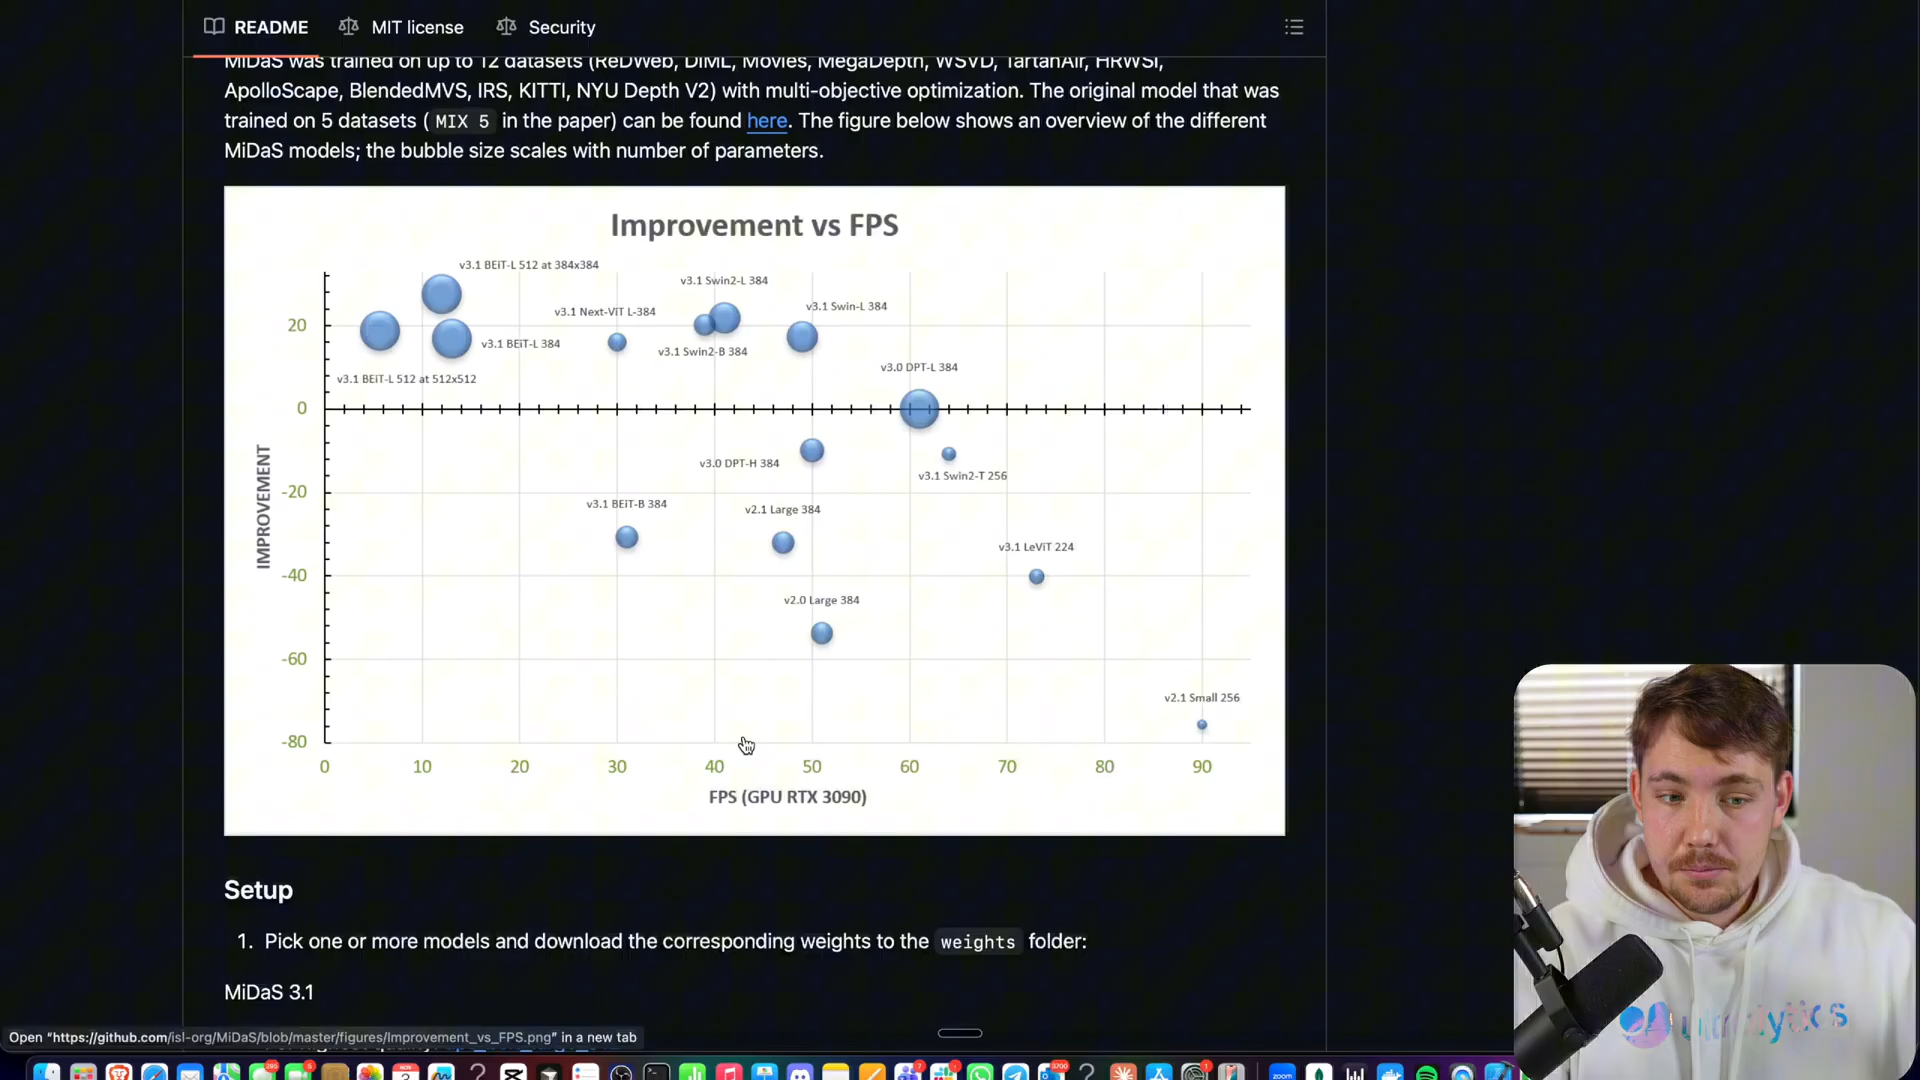 README
MIT license
Security
MiDaS was trained on up to 12 datasets (ReDWeb, DIML, Movies, MegaDepth, WSVD, TartanAir, HRWSI,
ApolloScape, BlendedMVS, IRS, KITTI, NYU Depth V2) with multi-objective optimization. The original model that was
trained on 5 datasets ( MIX 5 in the paper) can be found here. The figure below shows an overview of the different
MiDaS models; the bubble size scales with number of parameters.
Improvement vs FPS
v3.1 BEiT-L 512 at 384x384
v3.1 Swin2-L 384
v3.1 Swin-L 384
v3.1 Next-ViT L-384
v3.1 BEiT-L 384
v3.1 Swin2-B 384
v3.1 BEiT-L 512 at 512x512
v3.0 DPT-L 384
v3.0 DPT-H 384
v3.1 Swin2-T 256
v3.1 BEiT-B 384
v2.1 Large 384
v3.1 LeViT 224
v2.0 Large 384
v2.1 Small 256
IMPROVEMENT
20
0
-20
-40
-60
-80
0 10 20 30 40 50 60 70 80 90
FPS (GPU RTX 3090)
Setup
1. Pick one or more models and download the corresponding weights to the weights folder:
MiDaS 3.1
Open "https://github.com/isl-org/MiDaS/blob/master/figures/Improvement_vs_FPS.png" in a new tab
ultralytics
zoom